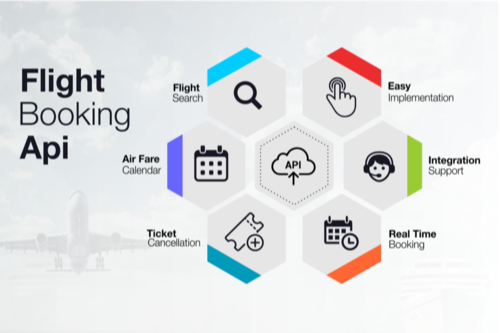 Flight
Booking
Api
Flight
Search
Easy
Implementation
Air Fare
Calendar
API
Integration
Support
Ticket
Cancellation
Real Time
Booking